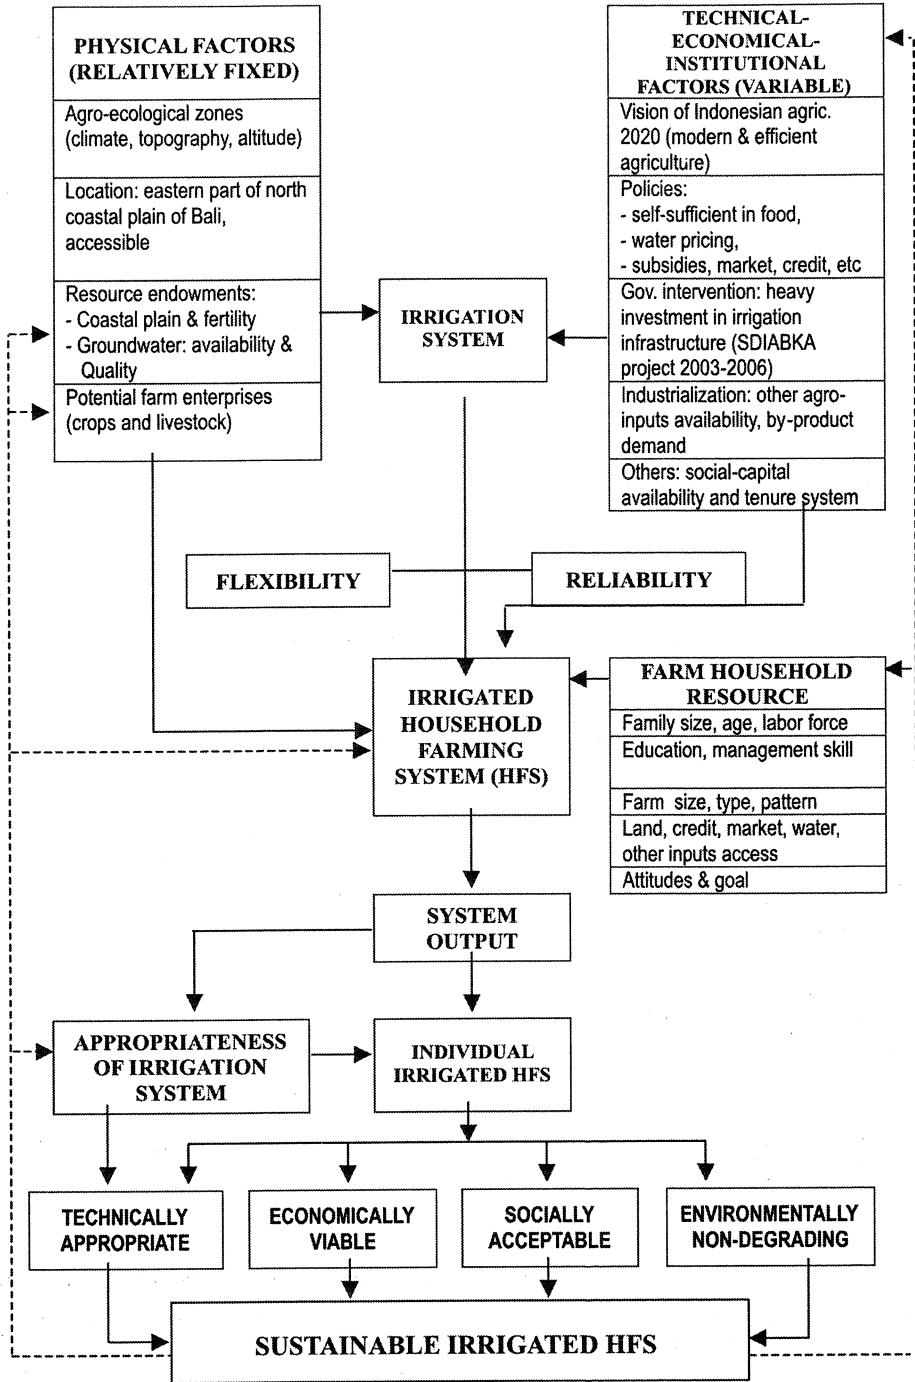 PHYSICAL FACTORS
(RELATIVELY FIXED)
Agro-ecological zones
(climate, topography, altitude)
Location: eastern part of north
coastal plain of Bali,
accessible
Resource endowments:
- Coastal plain & fertility
- Groundwater: availability &
Quality
Potential farm enterprises
(crops and livestock)
TECHNICAL-
ECONOMICAL-
INSTITUTIONAL
FACTORS (VARIABLE)
Vision of Indonesian agric.
2020 (modern & efficient
agriculture)
Policies:
- self-sufficient in food,
- water pricing,
- subsidies, market, credit, etc
Gov. intervention: heavy
investment in irrigation
infrastructure (SDIABKA
project 2003-2006)
Industrialization: other agro-
inputs availability, by-product
demand
Others: social-capital
availability and tenure system
IRRIGATION
SYSTEM
FLEXIBILITY
RELIABILITY
IRRIGATED
HOUSEHOLD
FARMING
SYSTEM (HFS)
FARM HOUSEHOLD
RESOURCE
Family size, age, labor force
Education, management skill
Farm size, type, pattern
Land, credit, market, water,
other inputs access
Attitudes & goal
SYSTEM
OUTPUT
APPROPRIATENESS
OF IRRIGATION
SYSTEM
INDIVIDUAL
IRRIGATED HFS
TECHNICALLY
APPROPRIATE
ECONOMICALLY
VIABLE
SOCIALLY
ACCEPTABLE
ENVIRONMENTALLY
NON-DEGRADING
SUSTAINABLE IRRIGATED HFS